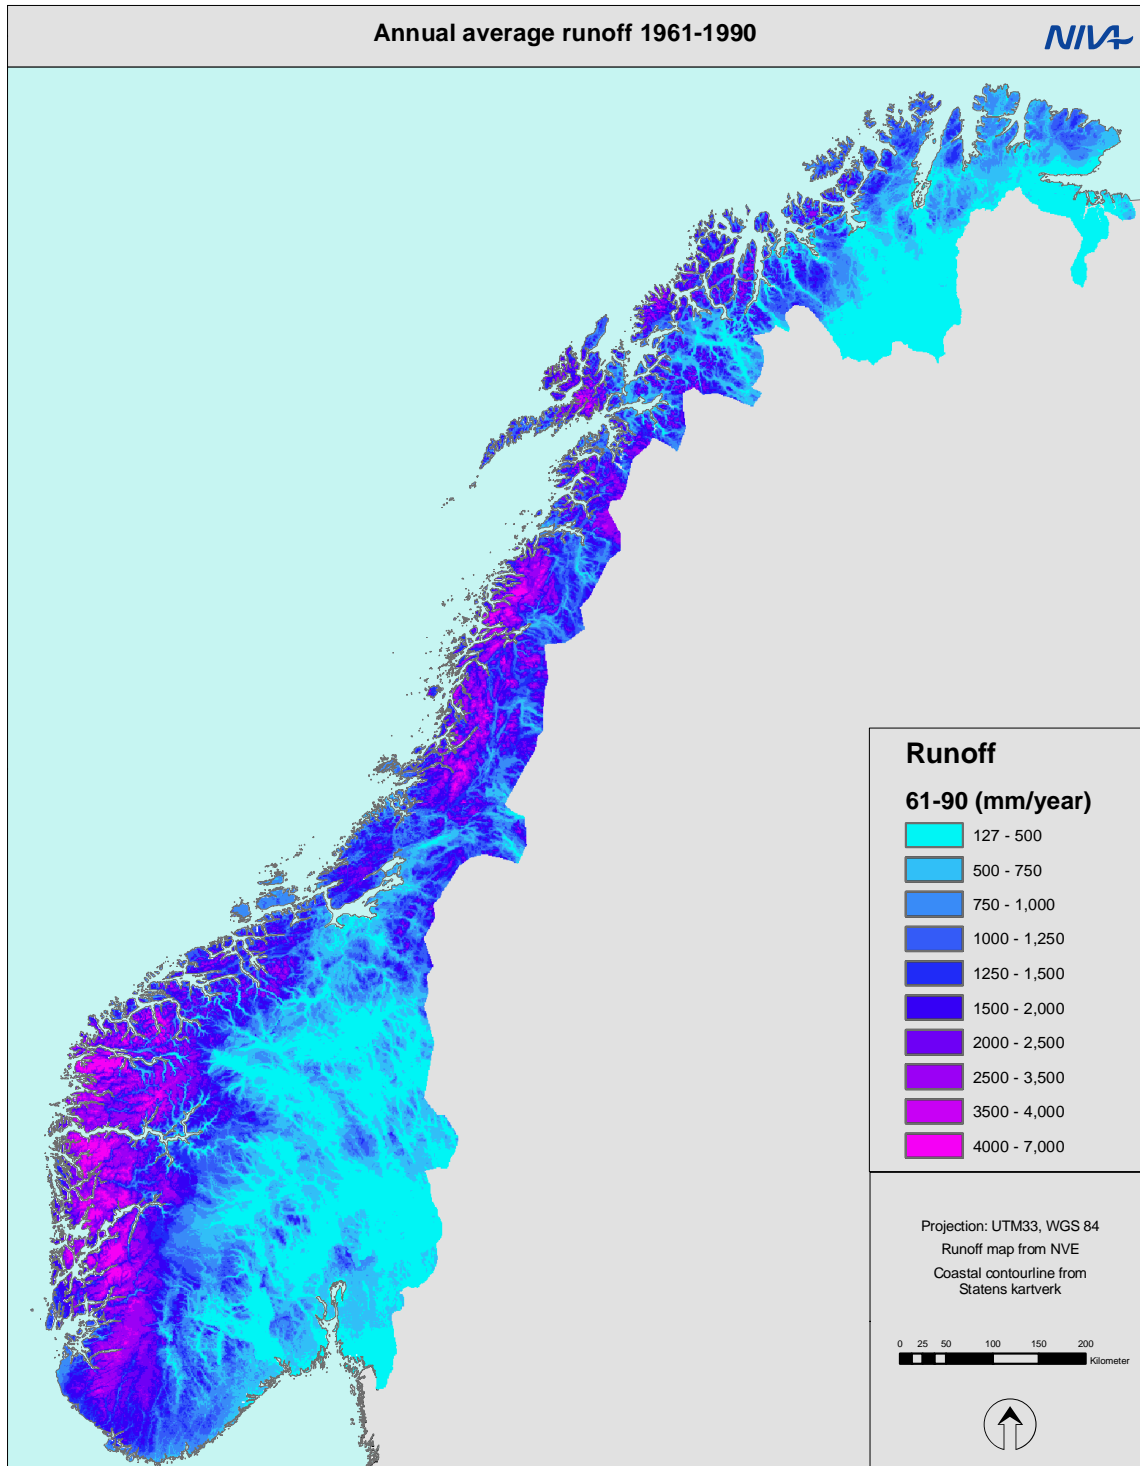 Annual average runoff 1961-1990
NIVA
Runoff
61-90 (mm/year)
127 - 500
500 - 750
750 - 1,000
1000 - 1,250
1250 - 1,500
1500 - 2,000
2000 - 2,500
2500 - 3,500
3500 - 4,000
4000 - 7,000
Projection: UTM33, WGS 84
Runoff map from NVE
Coastal contourline from
Statens kartverk
0 25 50 100 150 200
Kilometer